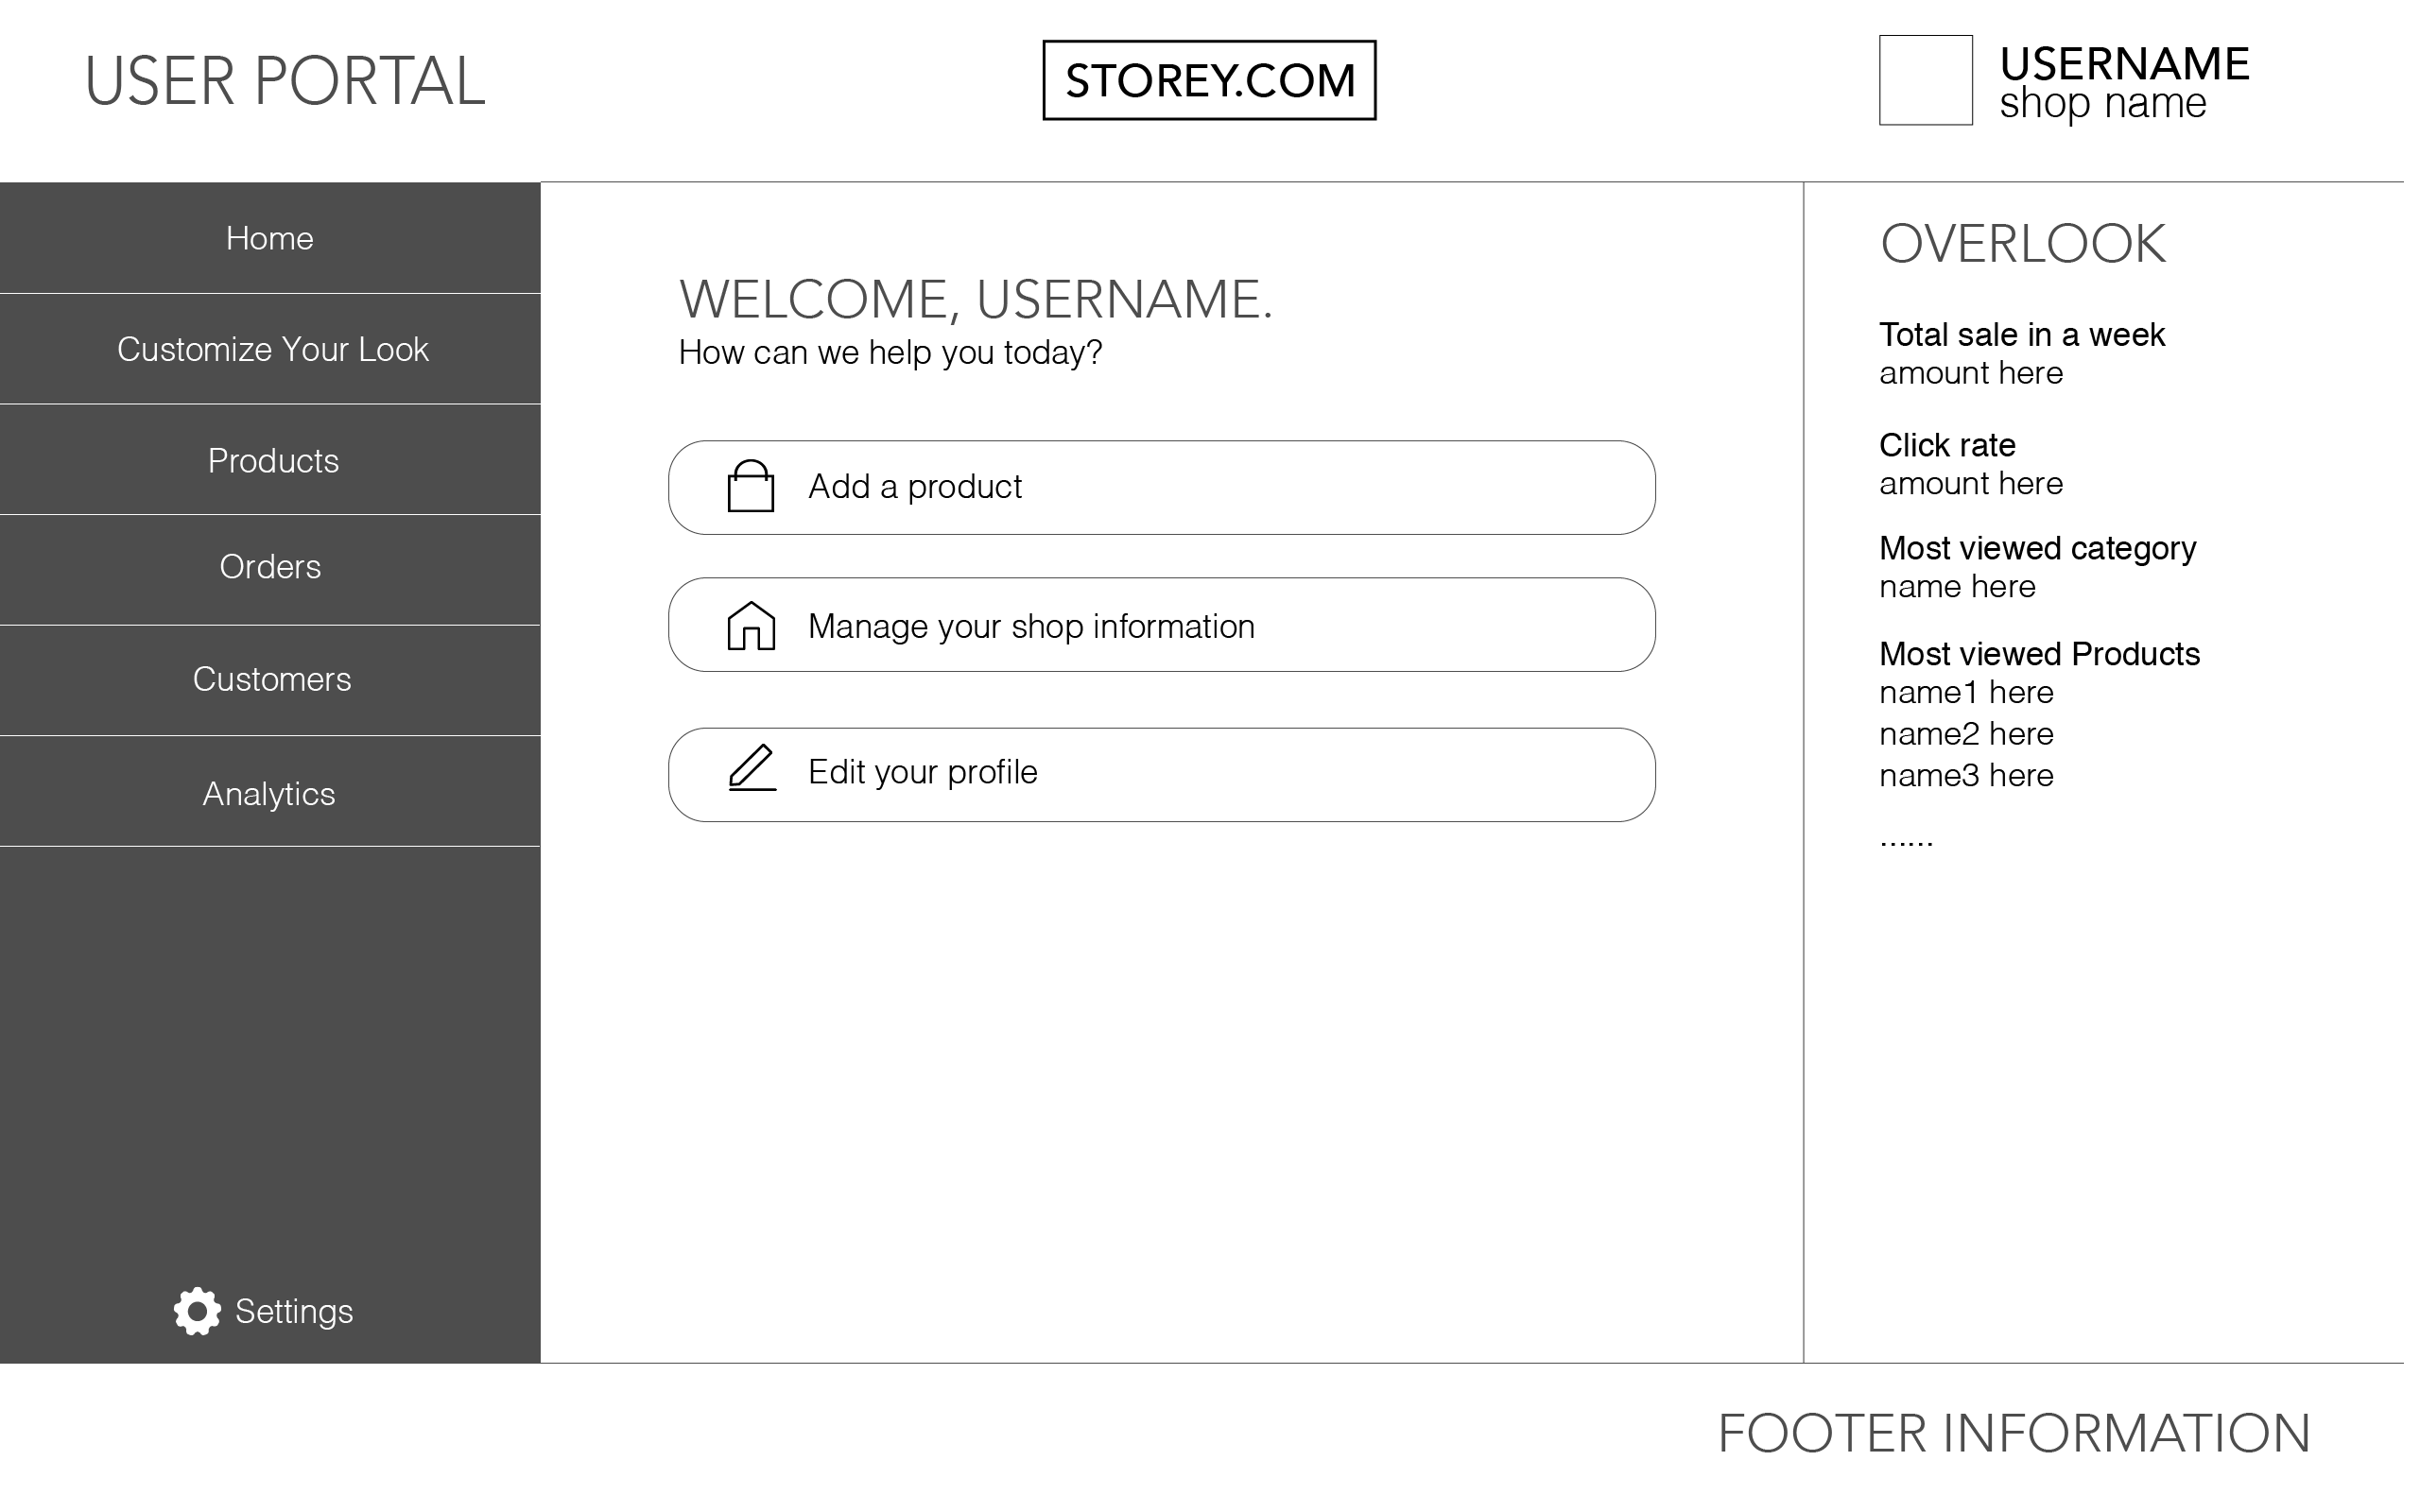 USER PORTAL
STOREY.COM
USERNAME
shop name
Home
Customize Your Look
Products
Orders
Customers
Analytics
Settings
WELCOME, USERNAME.
How can we help you today?
Add a product
Manage your shop information
Edit your profile
OVERLOOK
Total sale in a week
amount here
Click rate
amount here
Most viewed category
name here
Most viewed Products
name1 here
name2 here
name3 here
......
FOOTER INFORMATION